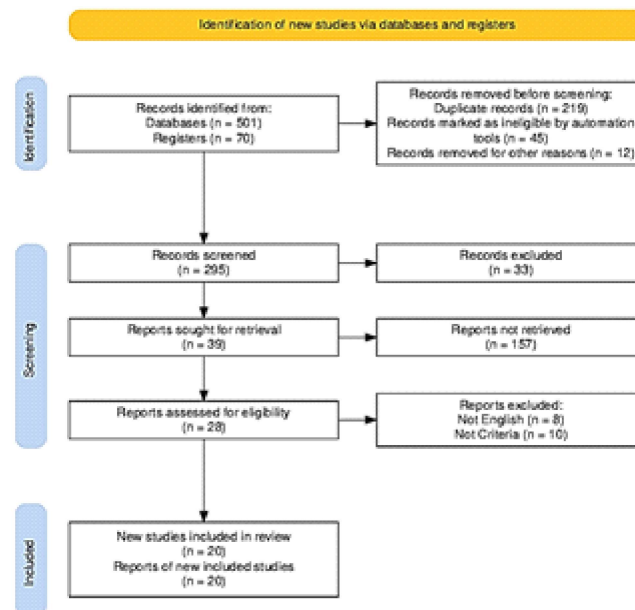 Identification of new studies via databases and registers
Identification
Records identified from:
Databases (n = 501)
Registers (n = 70)
Records removed before screening:
Duplicate records (n = 219)
Records marked as ineligible by automation
tools (n = 45)
Records removed for other reasons (n = 12)
Screening
Records screened
(n = 295)
Records excluded
(n = 33)
Reports sought for retrieval
(n = 39)
Reports not retrieved
(n = 157)
Reports assessed for eligibility
(n = 28)
Reports excluded:
Not English (n = 8)
Not Criteria (n = 10)
Included
New studies included in review
(n = 20)
Reports of new included studies
(n = 20)